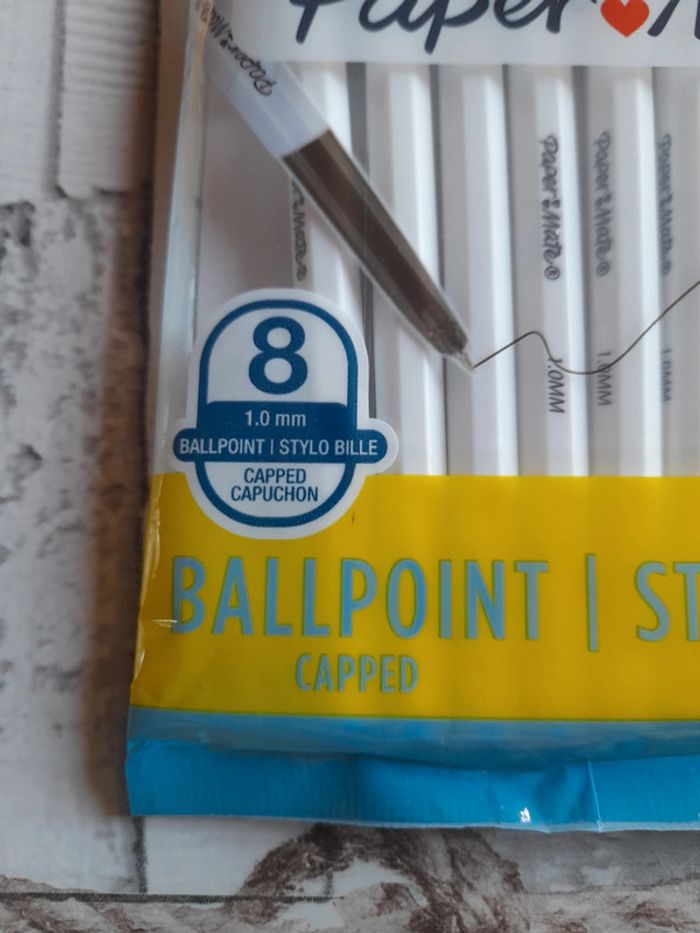 Paper
Paper Mate
Paper Mate®
Paper Mate®
Paper Mate®
1.0MM
1.0MM
1.0MM
8
1.0 mm
BALLPOINT | STYLO BILLE
CAPPED
CAPUCHON
BALLPOINT | ST
CAPPED